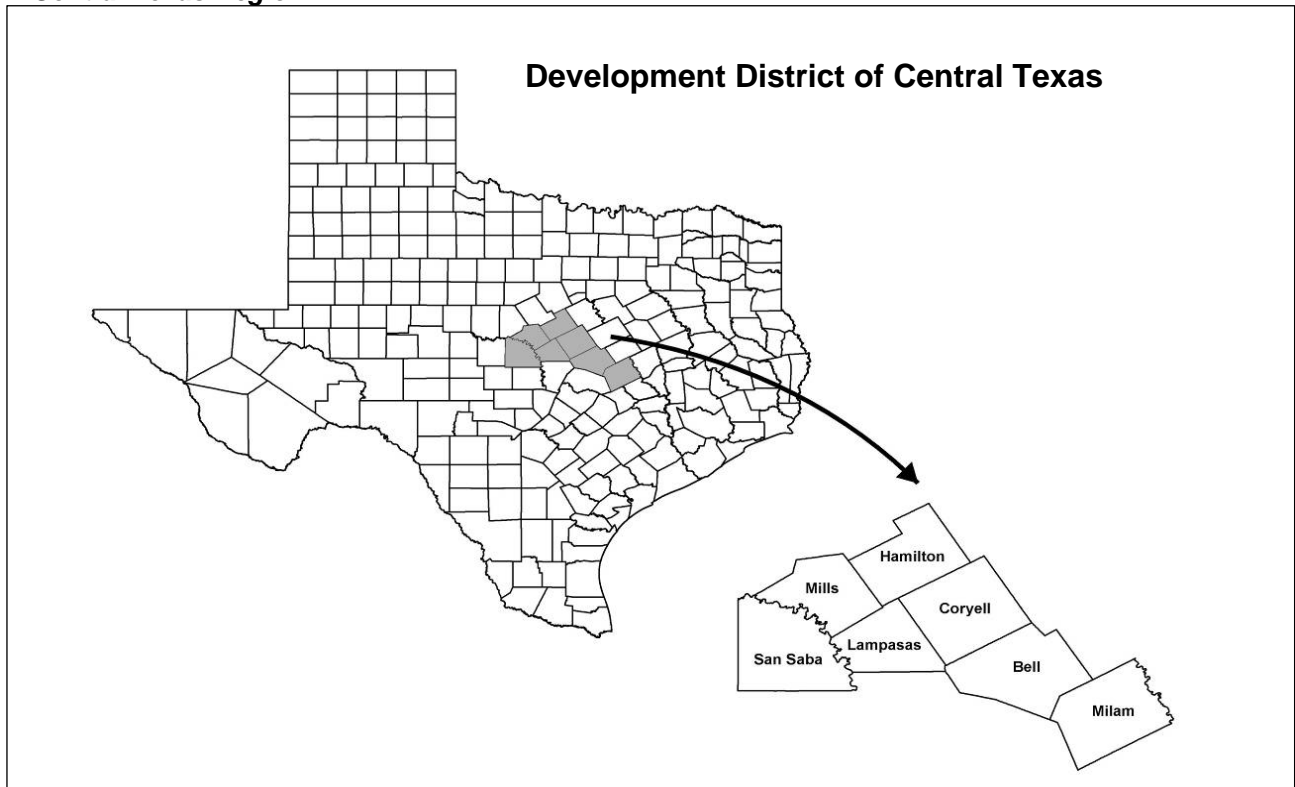 Development District of Central Texas
Hamilton
Mills
Coryell
Lampasas
San Saba
Bell
Milam